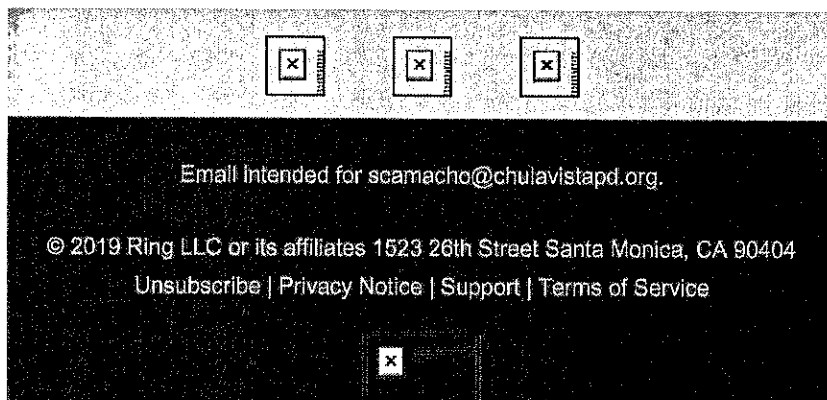 Email intended for scamacho@chulavistapd.org.
© 2019 Ring LLC or its affiliates 1523 26th Street Santa Monica, CA 90404
Unsubscribe | Privacy Notice | Support | Terms of Service